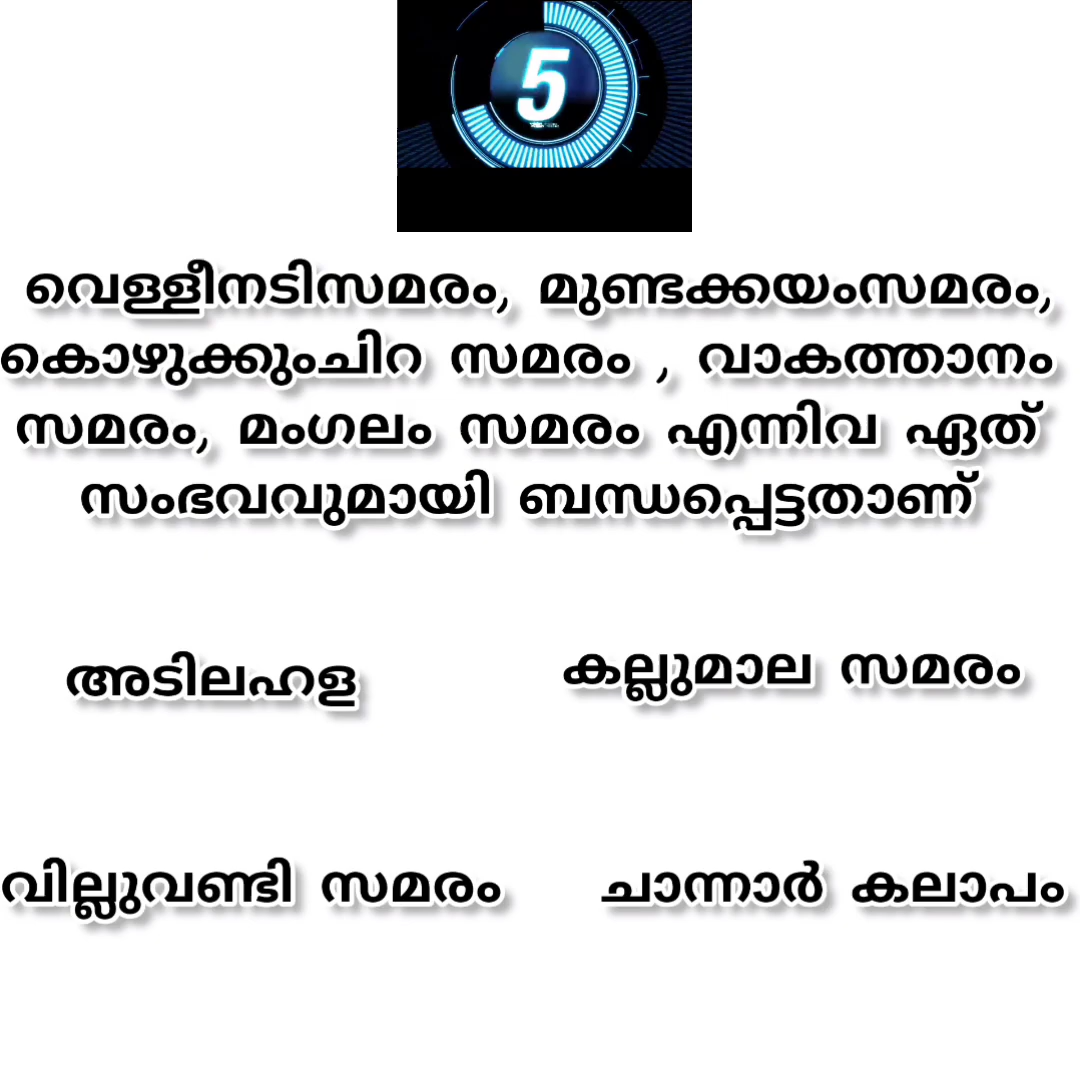 5
വെള്ളീനടിസമരം, മുണ്ടക്കയംസമരം,
കൊഴുക്കുംചിറ സമരം , വാകത്താനം
സമരം, മംഗലം സമരം എന്നിവ ഏത്
സംഭവവുമായി ബന്ധപ്പെട്ടതാണ്
അടിലഹള കല്ലുമാല സമരം
വില്ലുവണ്ടി സമരം ചാന്നാർ കലാപം